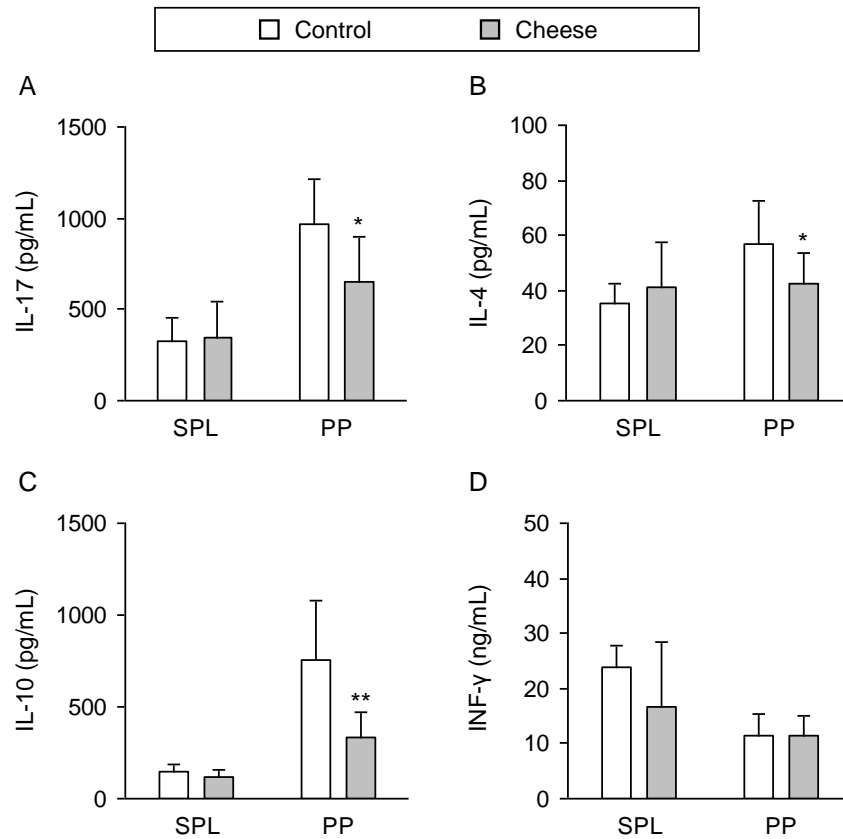 Control Cheese
A
IL-17 (pg/mL)
1500
1000
500
0
*
SPL PP
B
IL-4 (pg/mL)
100
80
60
40
20
0
*
SPL PP
C
IL-10 (pg/mL)
1500
1000
500
0
**
SPL PP
D
INF-γ (ng/mL)
50
40
30
20
10
0
SPL PP